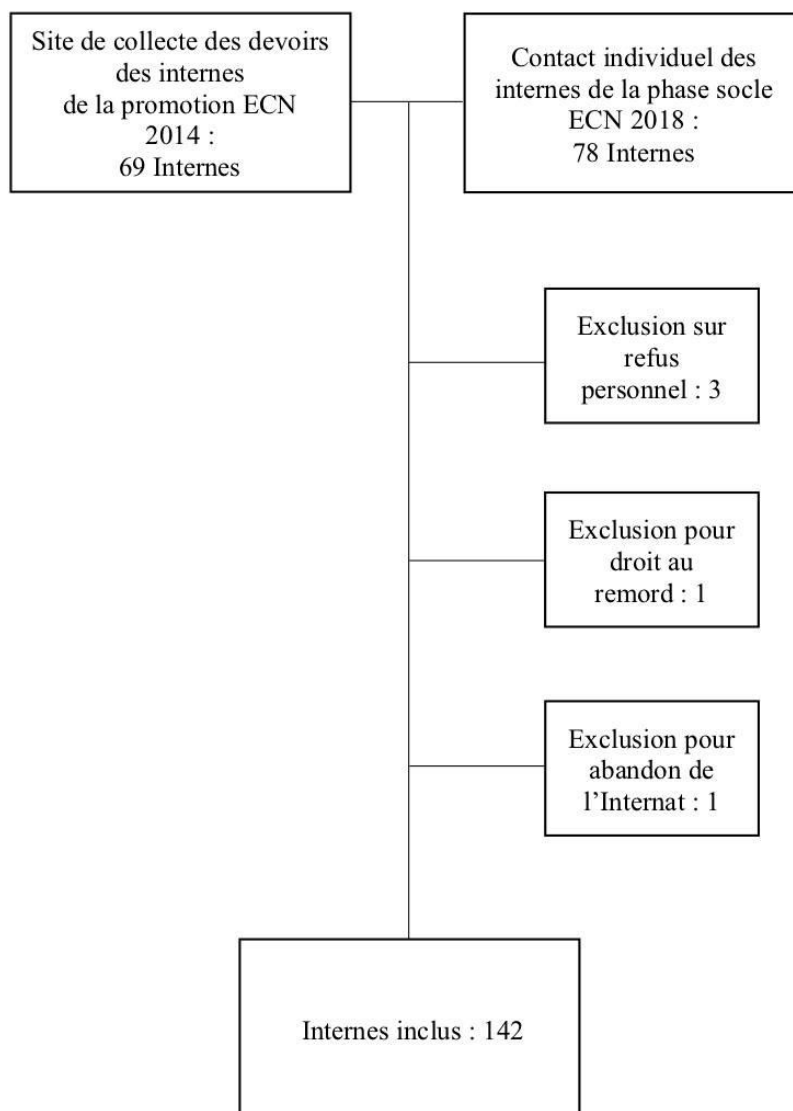 Site de collecte des devoirs
des internes
de la promotion ECN
2014 :
69 Internes
Contact individuel des
internes de la phase socle
ECN 2018 :
78 Internes
Exclusion sur
refus
personnel : 3
Exclusion pour
droit au
remord : 1
Exclusion pour
abandon de
l’Internat : 1
Internes inclus : 142